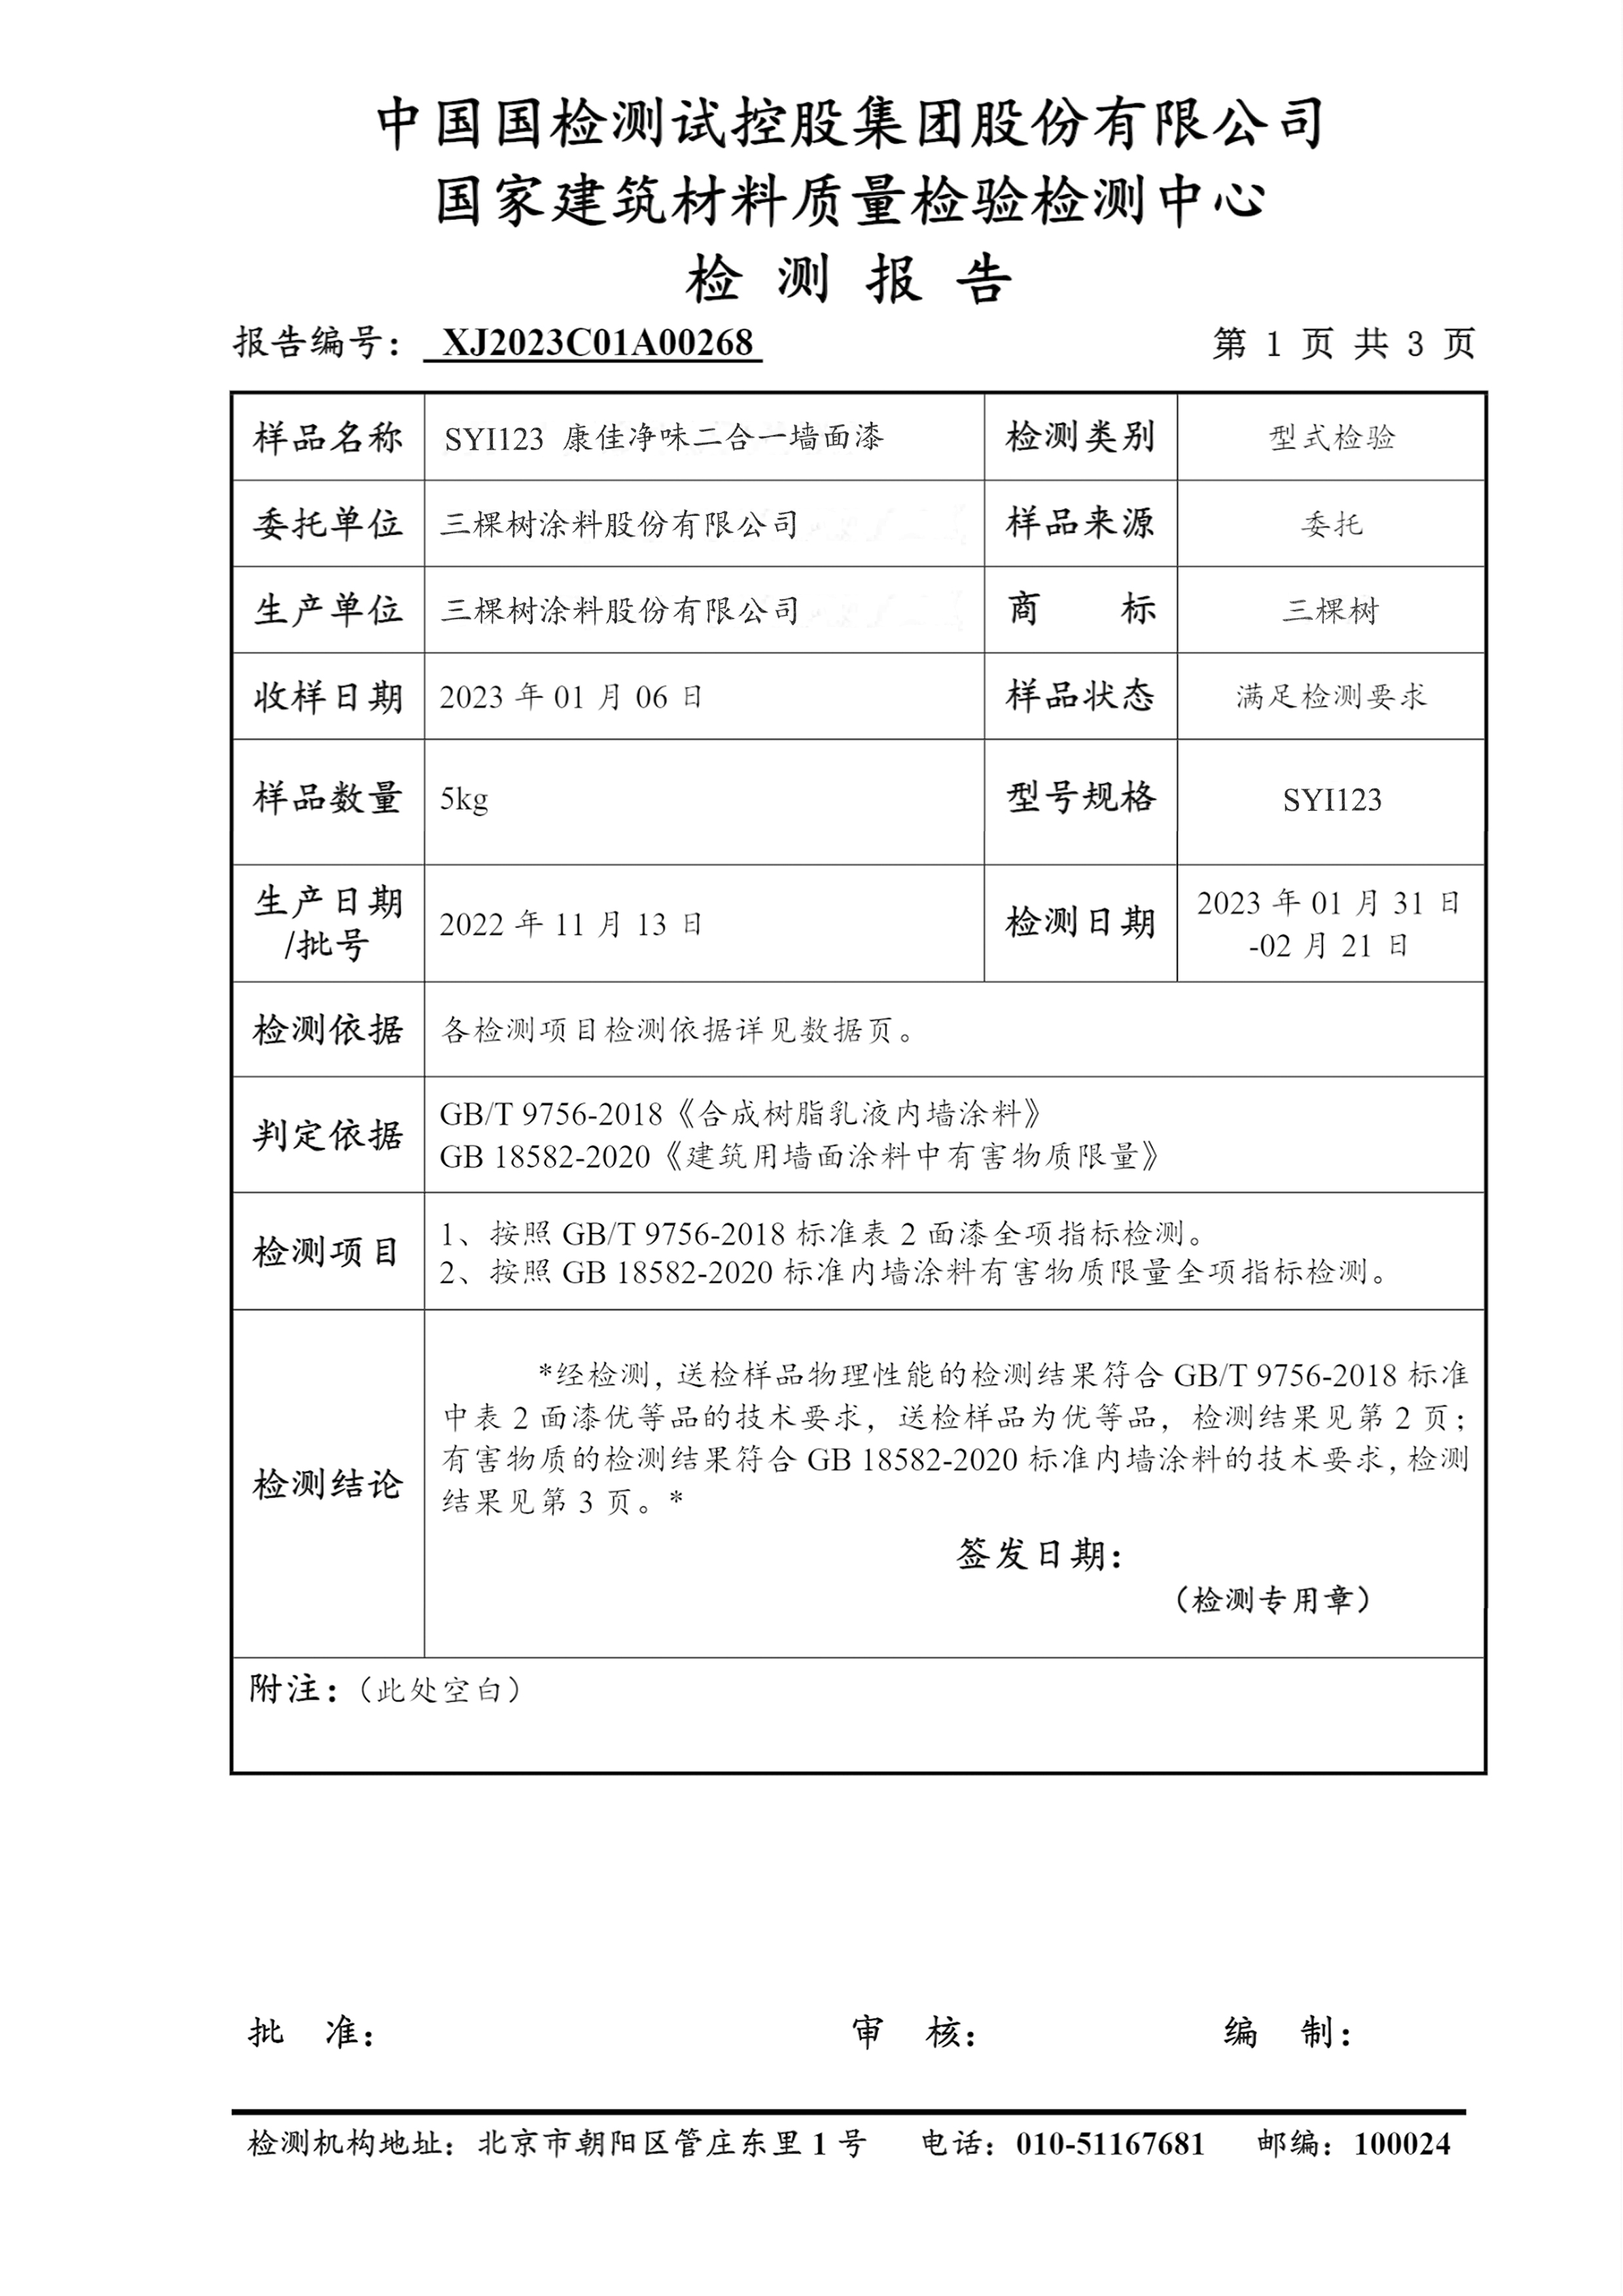 中国国检测试控股集团股份有限公司
国家建筑材料质量检验检测中心
检 测 报 告
报告编号： XJ2023C01A00268 第 1 页 共 3 页
样品名称 SYI123 康佳净味二合一墙面漆 检测类别 型式检验
委托单位 三棵树涂料股份有限公司 样品来源 委托
生产单位 三棵树涂料股份有限公司 商 标 三棵树
收样日期 2023 年 01 月 06 日 样品状态 满足检测要求
样品数量 5kg 型号规格 SYI123
生产日期
/批号 2022 年 11 月 13 日 检测日期 2023 年 01 月 31 日
-02 月 21 日
检测依据 各检测项目检测依据详见数据页。
判定依据 GB/T 9756-2018《合成树脂乳液内墙涂料》
GB 18582-2020《建筑用墙面涂料中有害物质限量》
检测项目 1、按照 GB/T 9756-2018 标准表 2 面漆全项指标检测。
2、按照 GB 18582-2020 标准内墙涂料有害物质限量全项指标检测。
检测结论 *经检测，送检样品物理性能的检测结果符合 GB/T 9756-2018 标准
中表 2 面漆优等品的技术要求，送检样品为优等品，检测结果见第 2 页；
有害物质的检测结果符合 GB 18582-2020 标准内墙涂料的技术要求，检测
结果见第 3 页。*
签发日期：
（检测专用章）
附注：（此处空白）
批 准： 审 核： 编 制：
检测机构地址：北京市朝阳区管庄东里 1 号 电话：010-51167681 邮编：100024